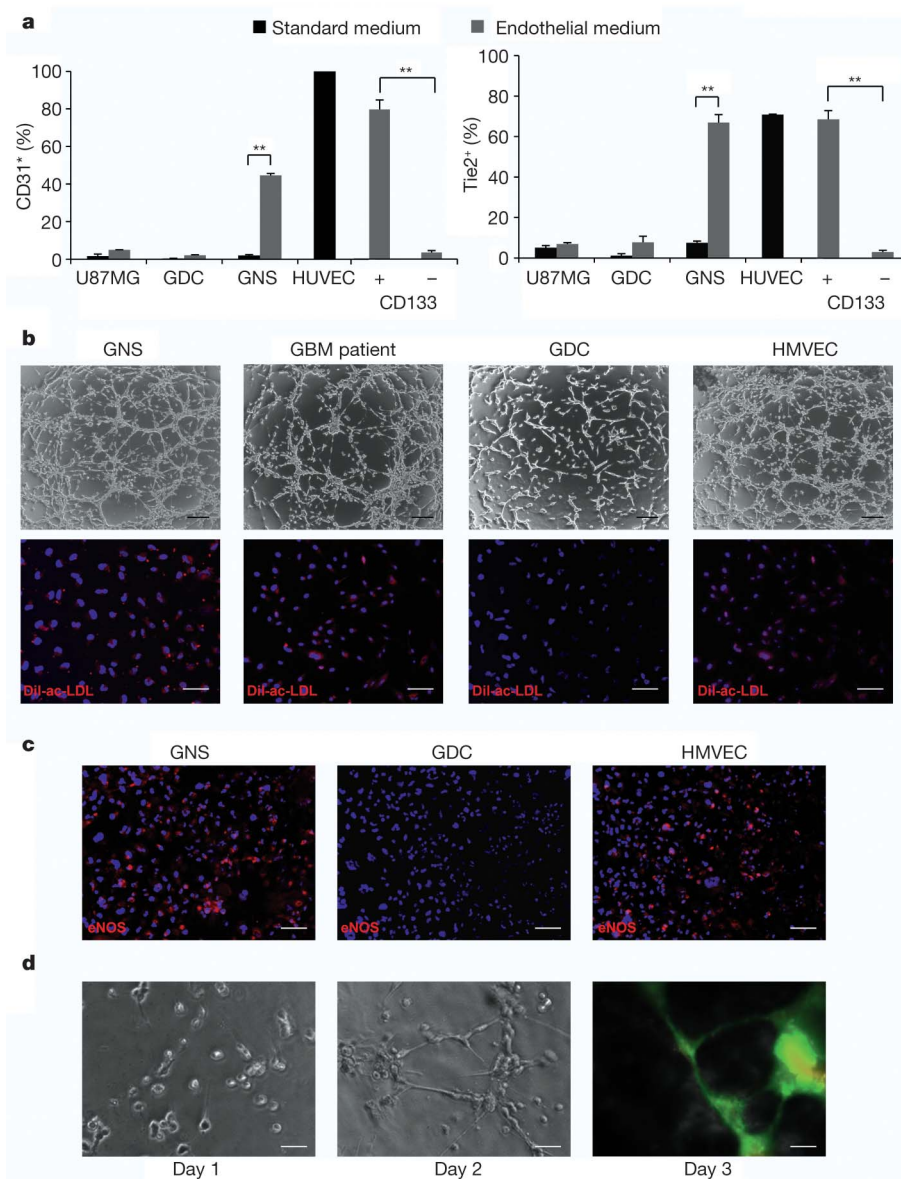 a
Standard medium Endothelial medium
100
80
60
40
20
0
CD31* (%)
**
**
U87MG GDC GNS HUVEC + −
CD133
100
80
60
40
20
0
Tie2+ (%)
**
**
U87MG GDC GNS HUVEC + −
CD133
b
GNS GBM patient GDC HMVEC
Dil-ac-LDL Dil-ac-LDL Dil-ac-LDL Dil-ac-LDL
c
GNS GDC HMVEC
eNOS eNOS eNOS
d
Day 1 Day 2 Day 3